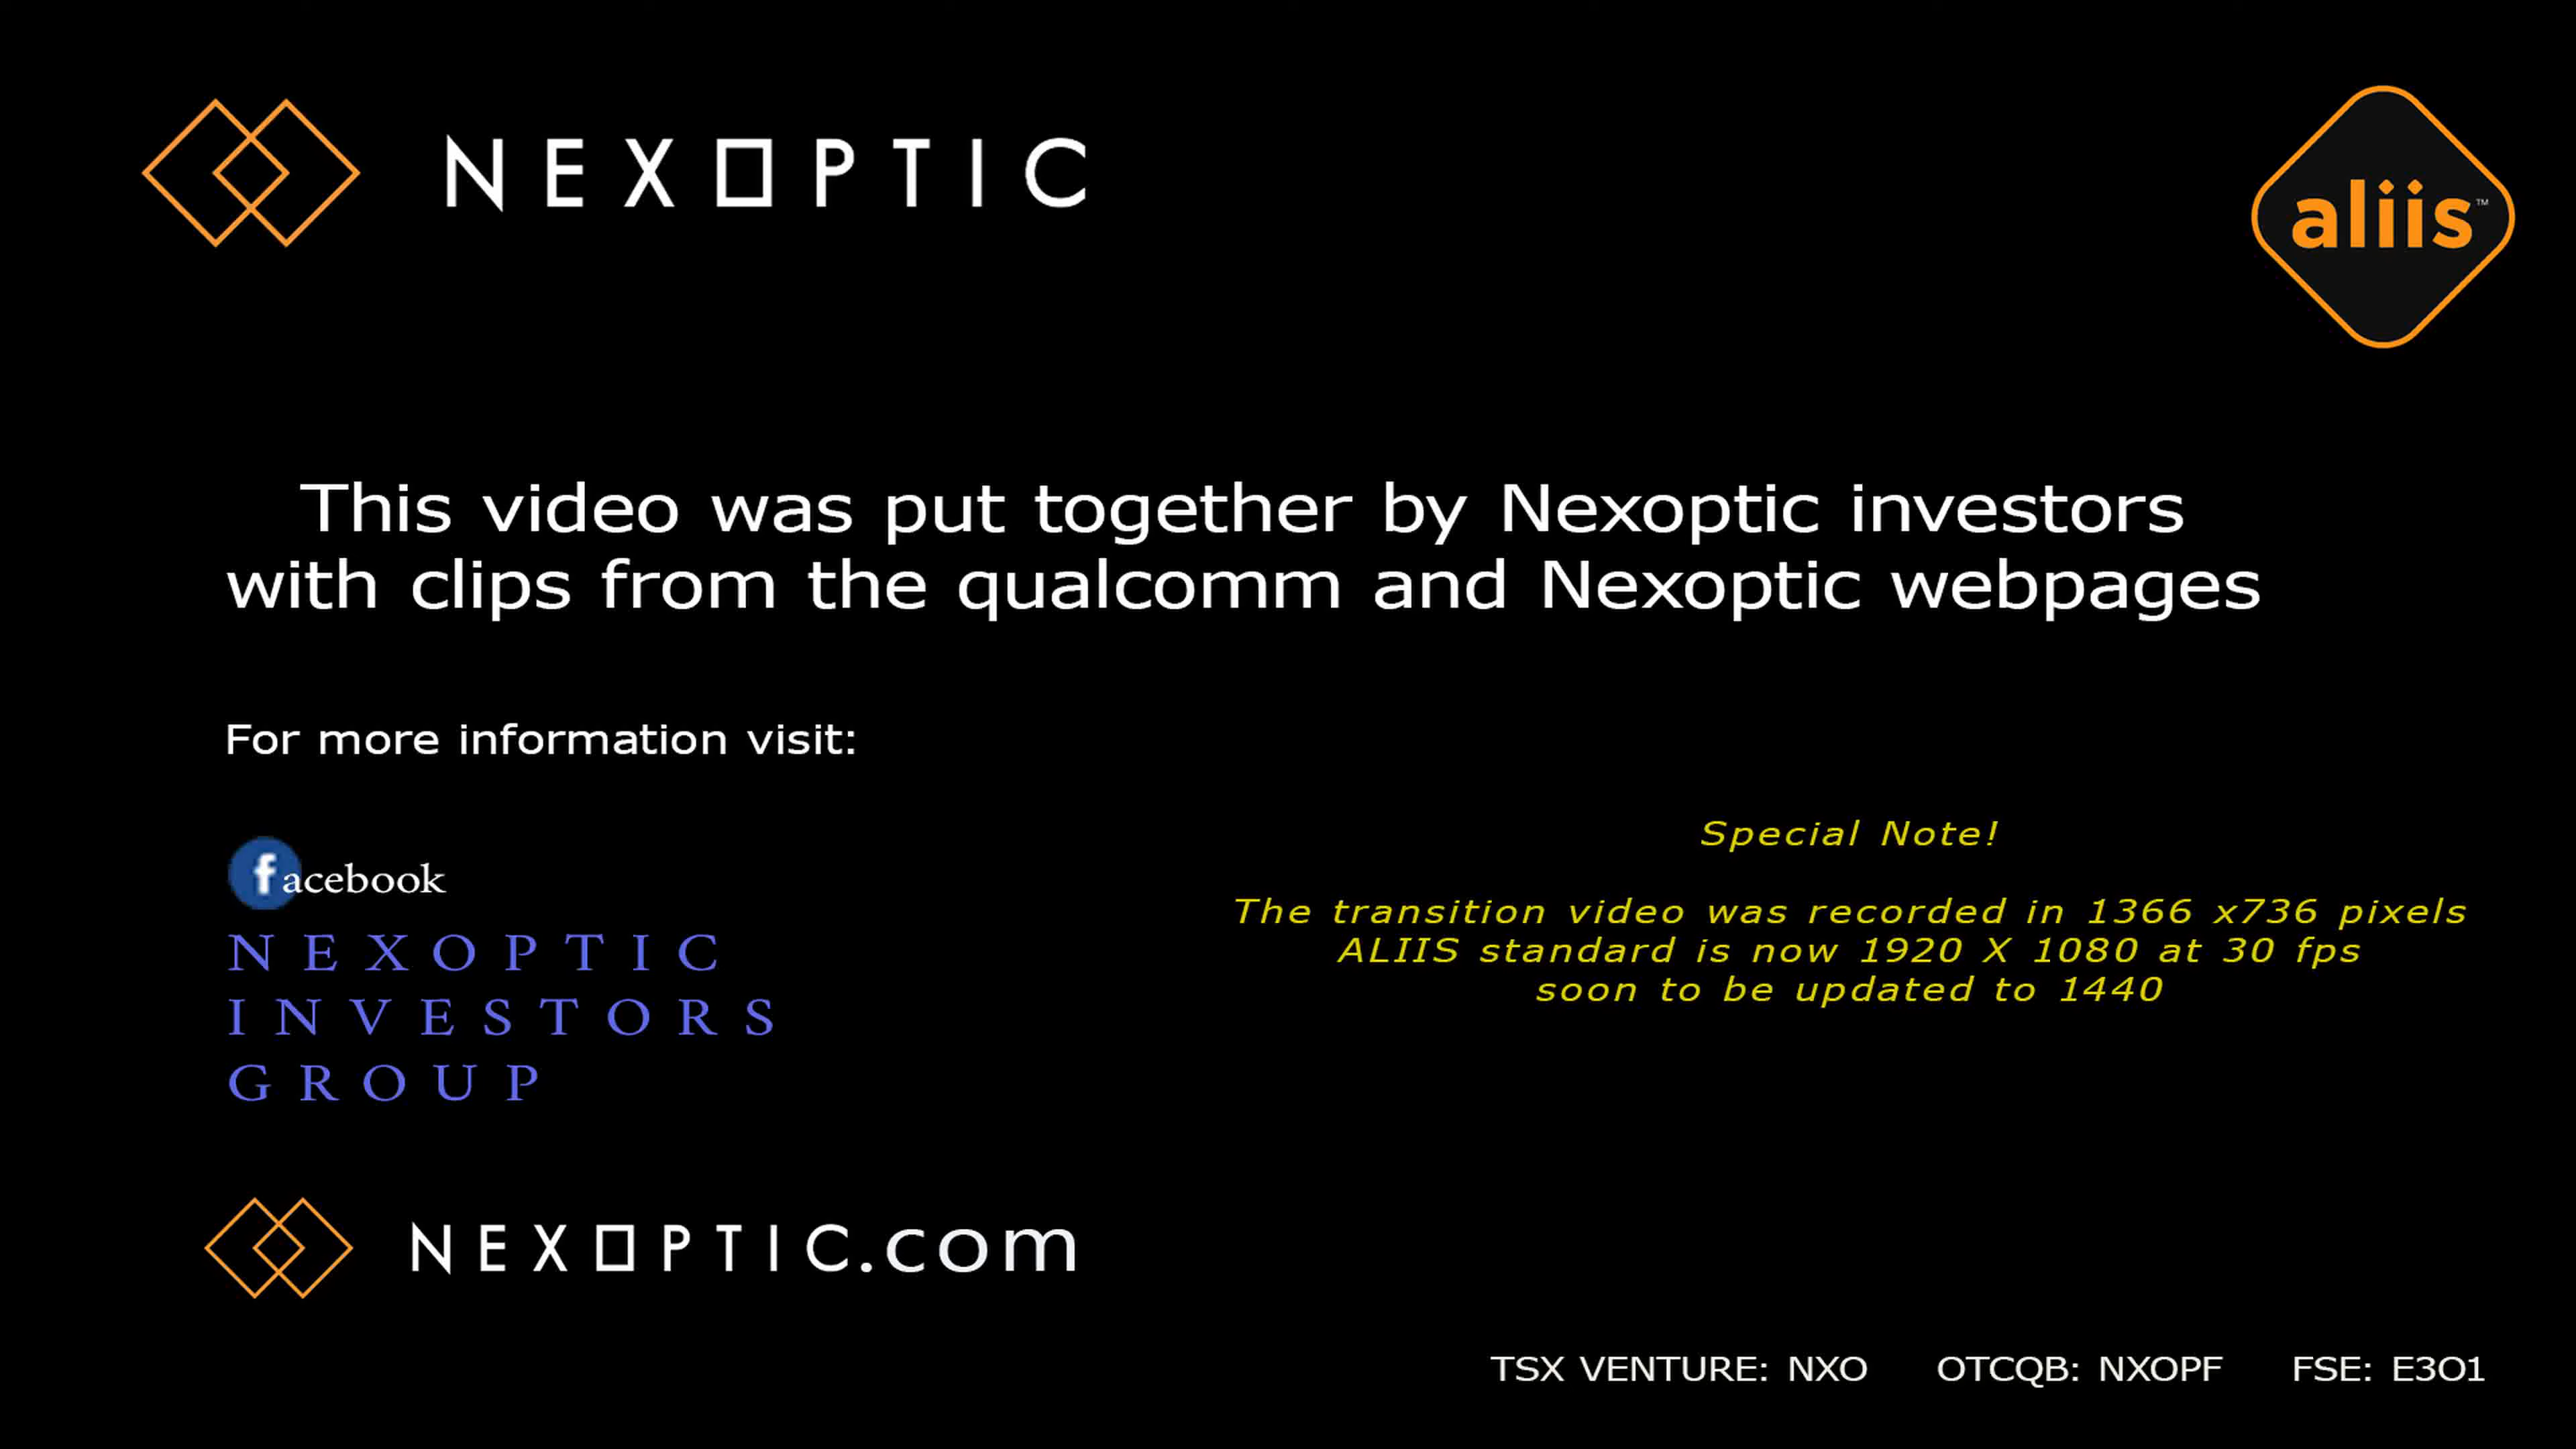 NEXOPTIC
aliis™
This video was put together by Nexoptic investors
with clips from the qualcomm and Nexoptic webpages
For more information visit:
facebook
NEXOPTIC
INVESTORS
GROUP
Special Note!
The transition video was recorded in 1366 x736 pixels
ALIIS standard is now 1920 X 1080 at 30 fps
soon to be updated to 1440
NEXOPTIC.com
TSX VENTURE: NXO OTCQB: NXOPF FSE: E3O1